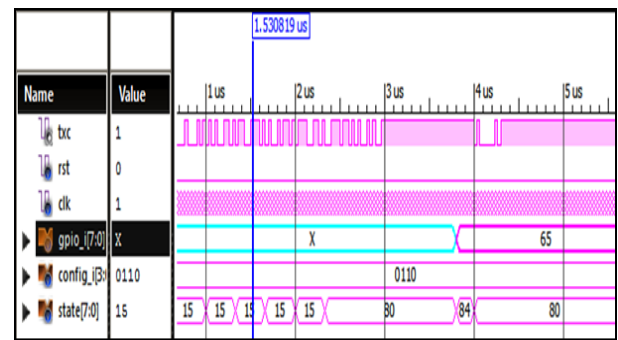 1.530819 us
Name Value
1 us 2 us 3 us 4 us 5 us
txc 1
rst 0
clk 1
gpio_i[7:0] X X 65
config_i[3: 0110 0110
state[7:0] 15 15 15 15 15 15 80 84 80